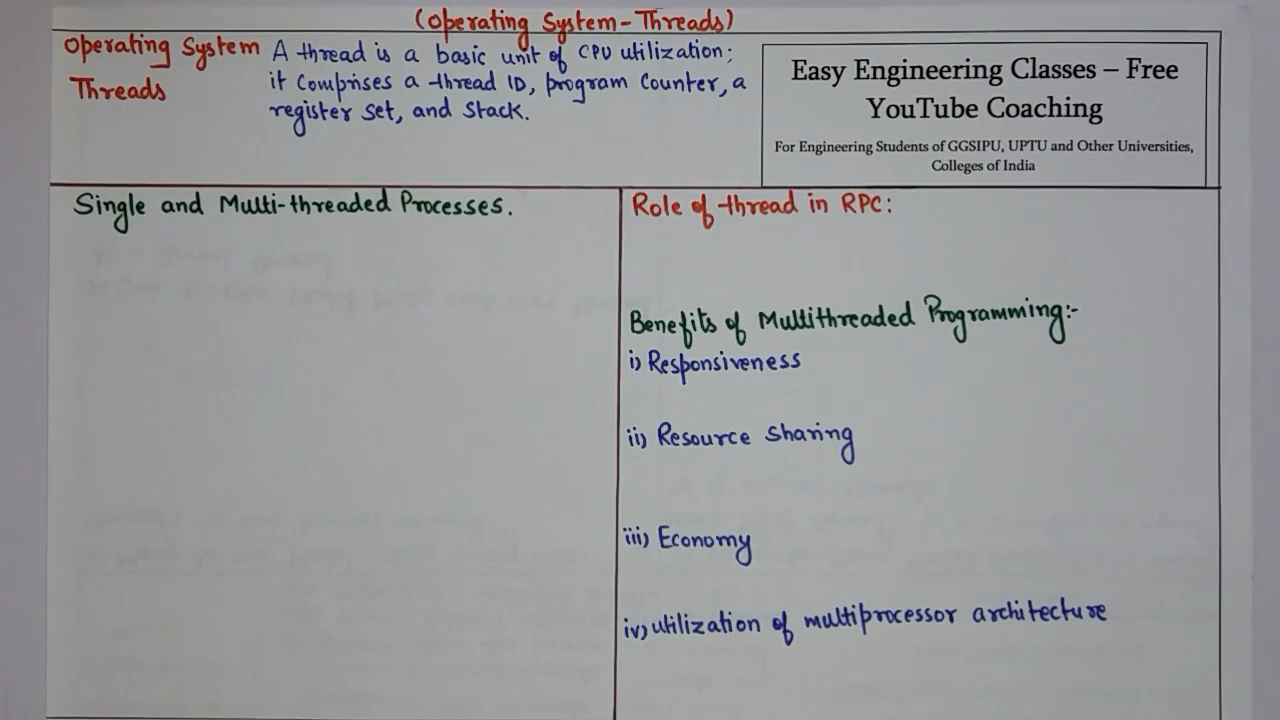 (Operating System-Threads)
Operating System
Threads
A thread is a basic unit of CPU utilization;
it comprises a thread ID, program counter, a
register set, and stack.
Easy Engineering Classes – Free
YouTube Coaching
For Engineering Students of GGSIPU, UPTU and Other Universities,
Colleges of India
Single and Multi-threaded Processes.
Role of thread in RPC:
Benefits of Multithreaded Programming:-
i) Responsiveness
ii) Resource Sharing
iii) Economy
iv) utilization of multiprocessor architecture